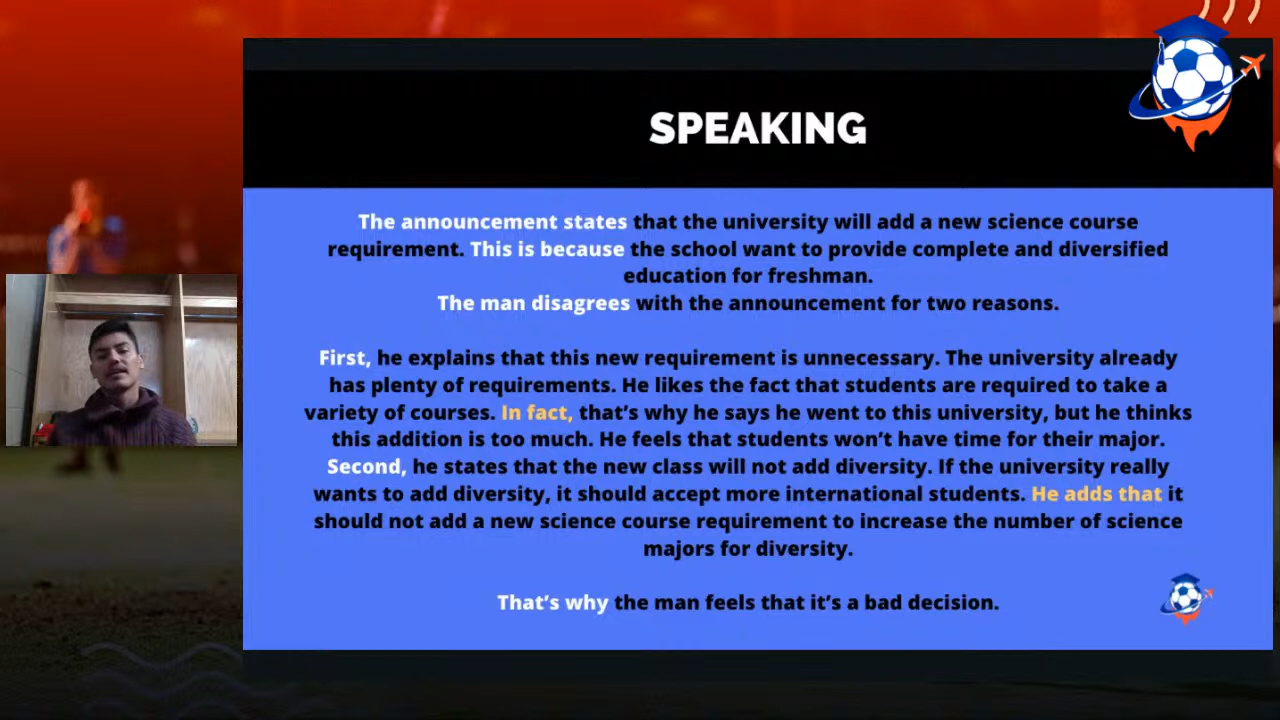 SPEAKING
The announcement states that the university will add a new science course
requirement. This is because the school want to provide complete and diversified
education for freshman.
The man disagrees with the announcement for two reasons.
First, he explains that this new requirement is unnecessary. The university already
has plenty of requirements. He likes the fact that students are required to take a
variety of courses. In fact, that’s why he says he went to this university, but he thinks
this addition is too much. He feels that students won’t have time for their major.
Second, he states that the new class will not add diversity. If the university really
wants to add diversity, it should accept more international students. He adds that it
should not add a new science course requirement to increase the number of science
majors for diversity.
That’s why the man feels that it’s a bad decision.